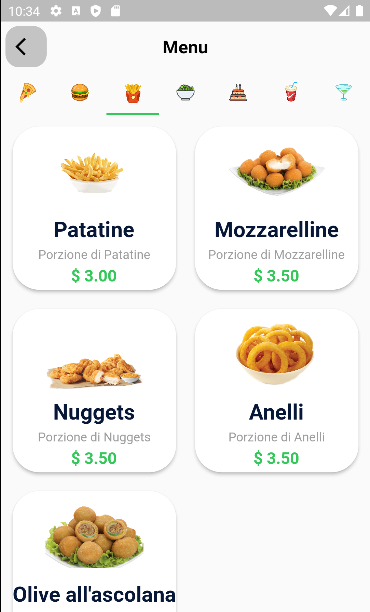 10:34
Menu
Patatine
Porzione di Patatine
$ 3.00
Mozzarelline
Porzione di Mozzarelline
$ 3.50
Nuggets
Porzione di Nuggets
$ 3.50
Anelli
Porzione di Anelli
$ 3.50
Olive all'ascolana